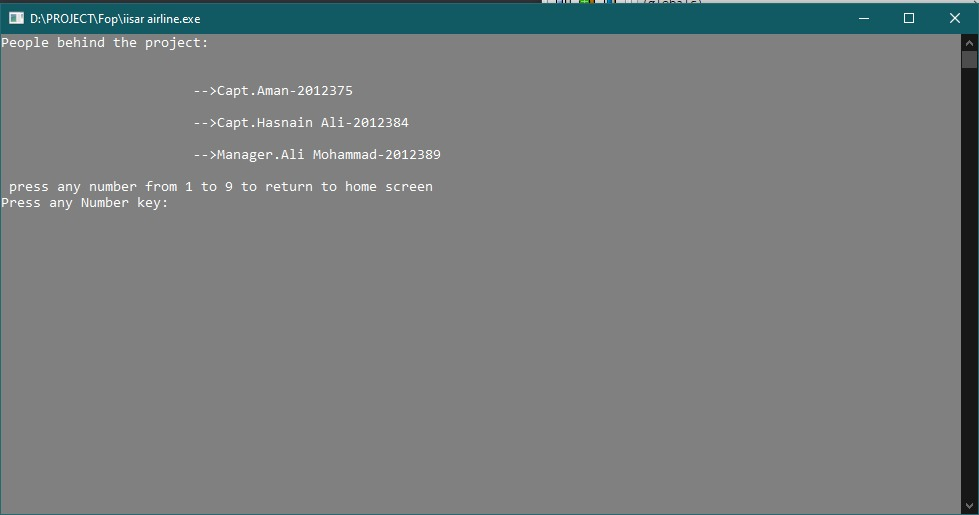 D:\PROJECT\Fop\iisar airline.exe
People behind the project:
-->Capt.Aman-2012375
-->Capt.Hasnain Ali-2012384
-->Manager.Ali Mohammad-2012389
press any number from 1 to 9 to return to home screen
Press any Number key: